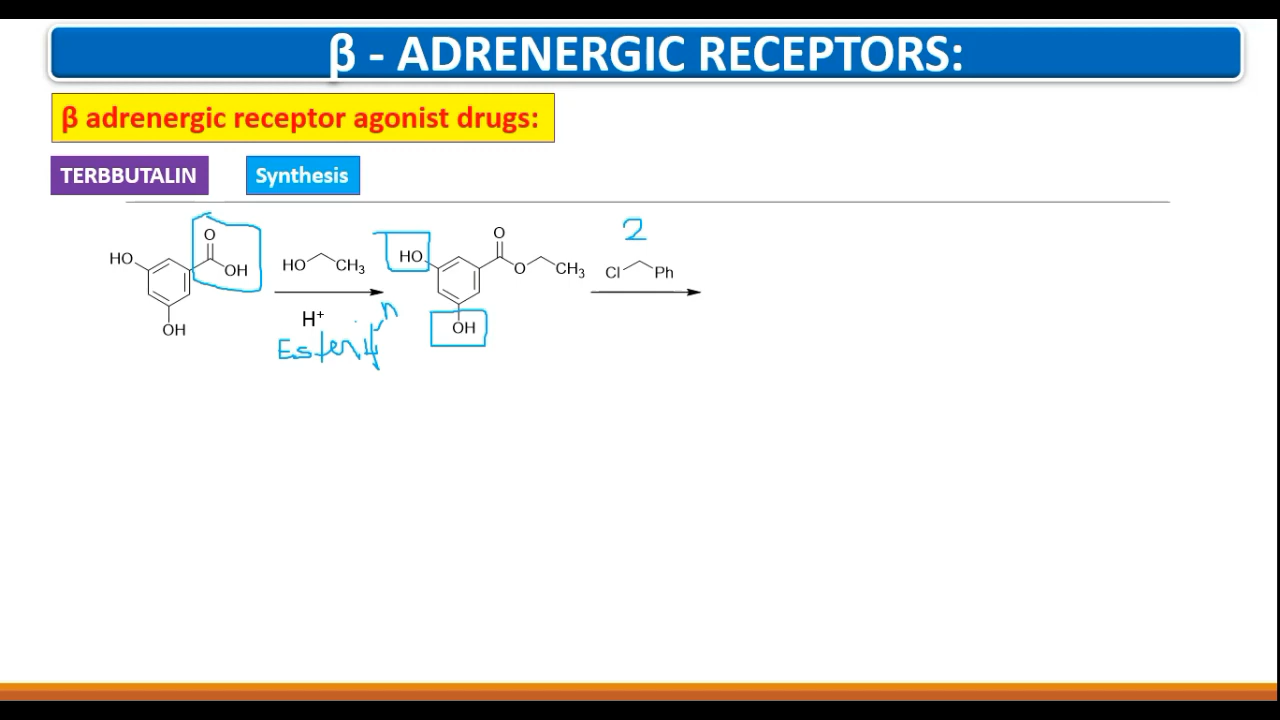 β - ADRENERGIC RECEPTORS:
β adrenergic receptor agonist drugs:
TERBBUTALIN
Synthesis
HO
O
OH
OH
HO
CH3
H+
HO
O
O
CH3
OH
2
Cl
Ph